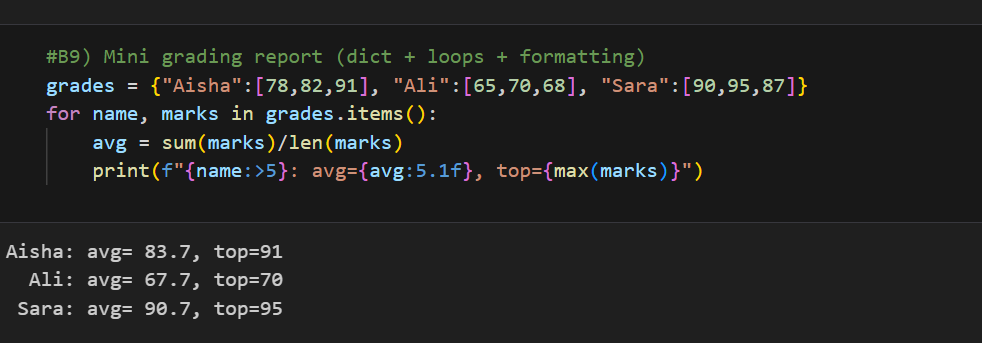 #B9) Mini grading report (dict + loops + formatting)
grades = {"Aisha":[78,82,91], "Ali":[65,70,68], "Sara":[90,95,87]}
for name, marks in grades.items():
    avg = sum(marks)/len(marks)
    print(f"{name:>5}: avg={avg:5.1f}, top={max(marks)}")
Aisha: avg= 83.7, top=91
  Ali: avg= 67.7, top=70
 Sara: avg= 90.7, top=95